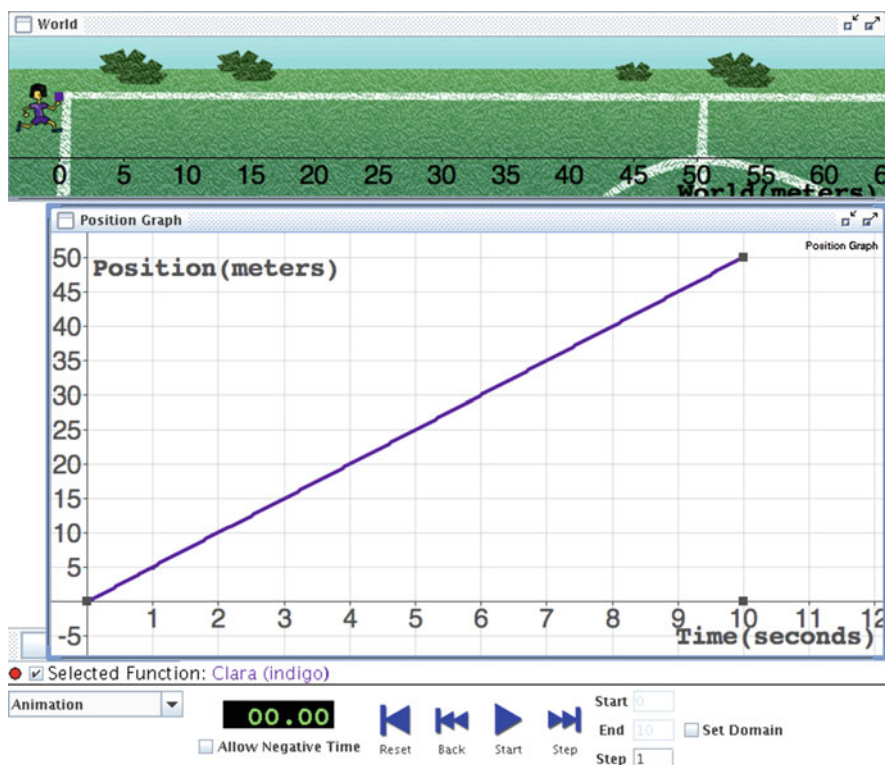 World
0 5 10 15 20 25 30 35 40 45 50 55 60 6
World(meters)
Position Graph
Position Graph
Position(meters)
50
45
40
35
30
25
20
15
10
5
-5
1 2 3 4 5 6 7 8 9 10 11 12
Time(seconds)
Selected Function: Clara (indigo)
Animation
00.00
Allow Negative Time
Reset Back Start Step
Start 0
End 10
Set Domain
Step 1